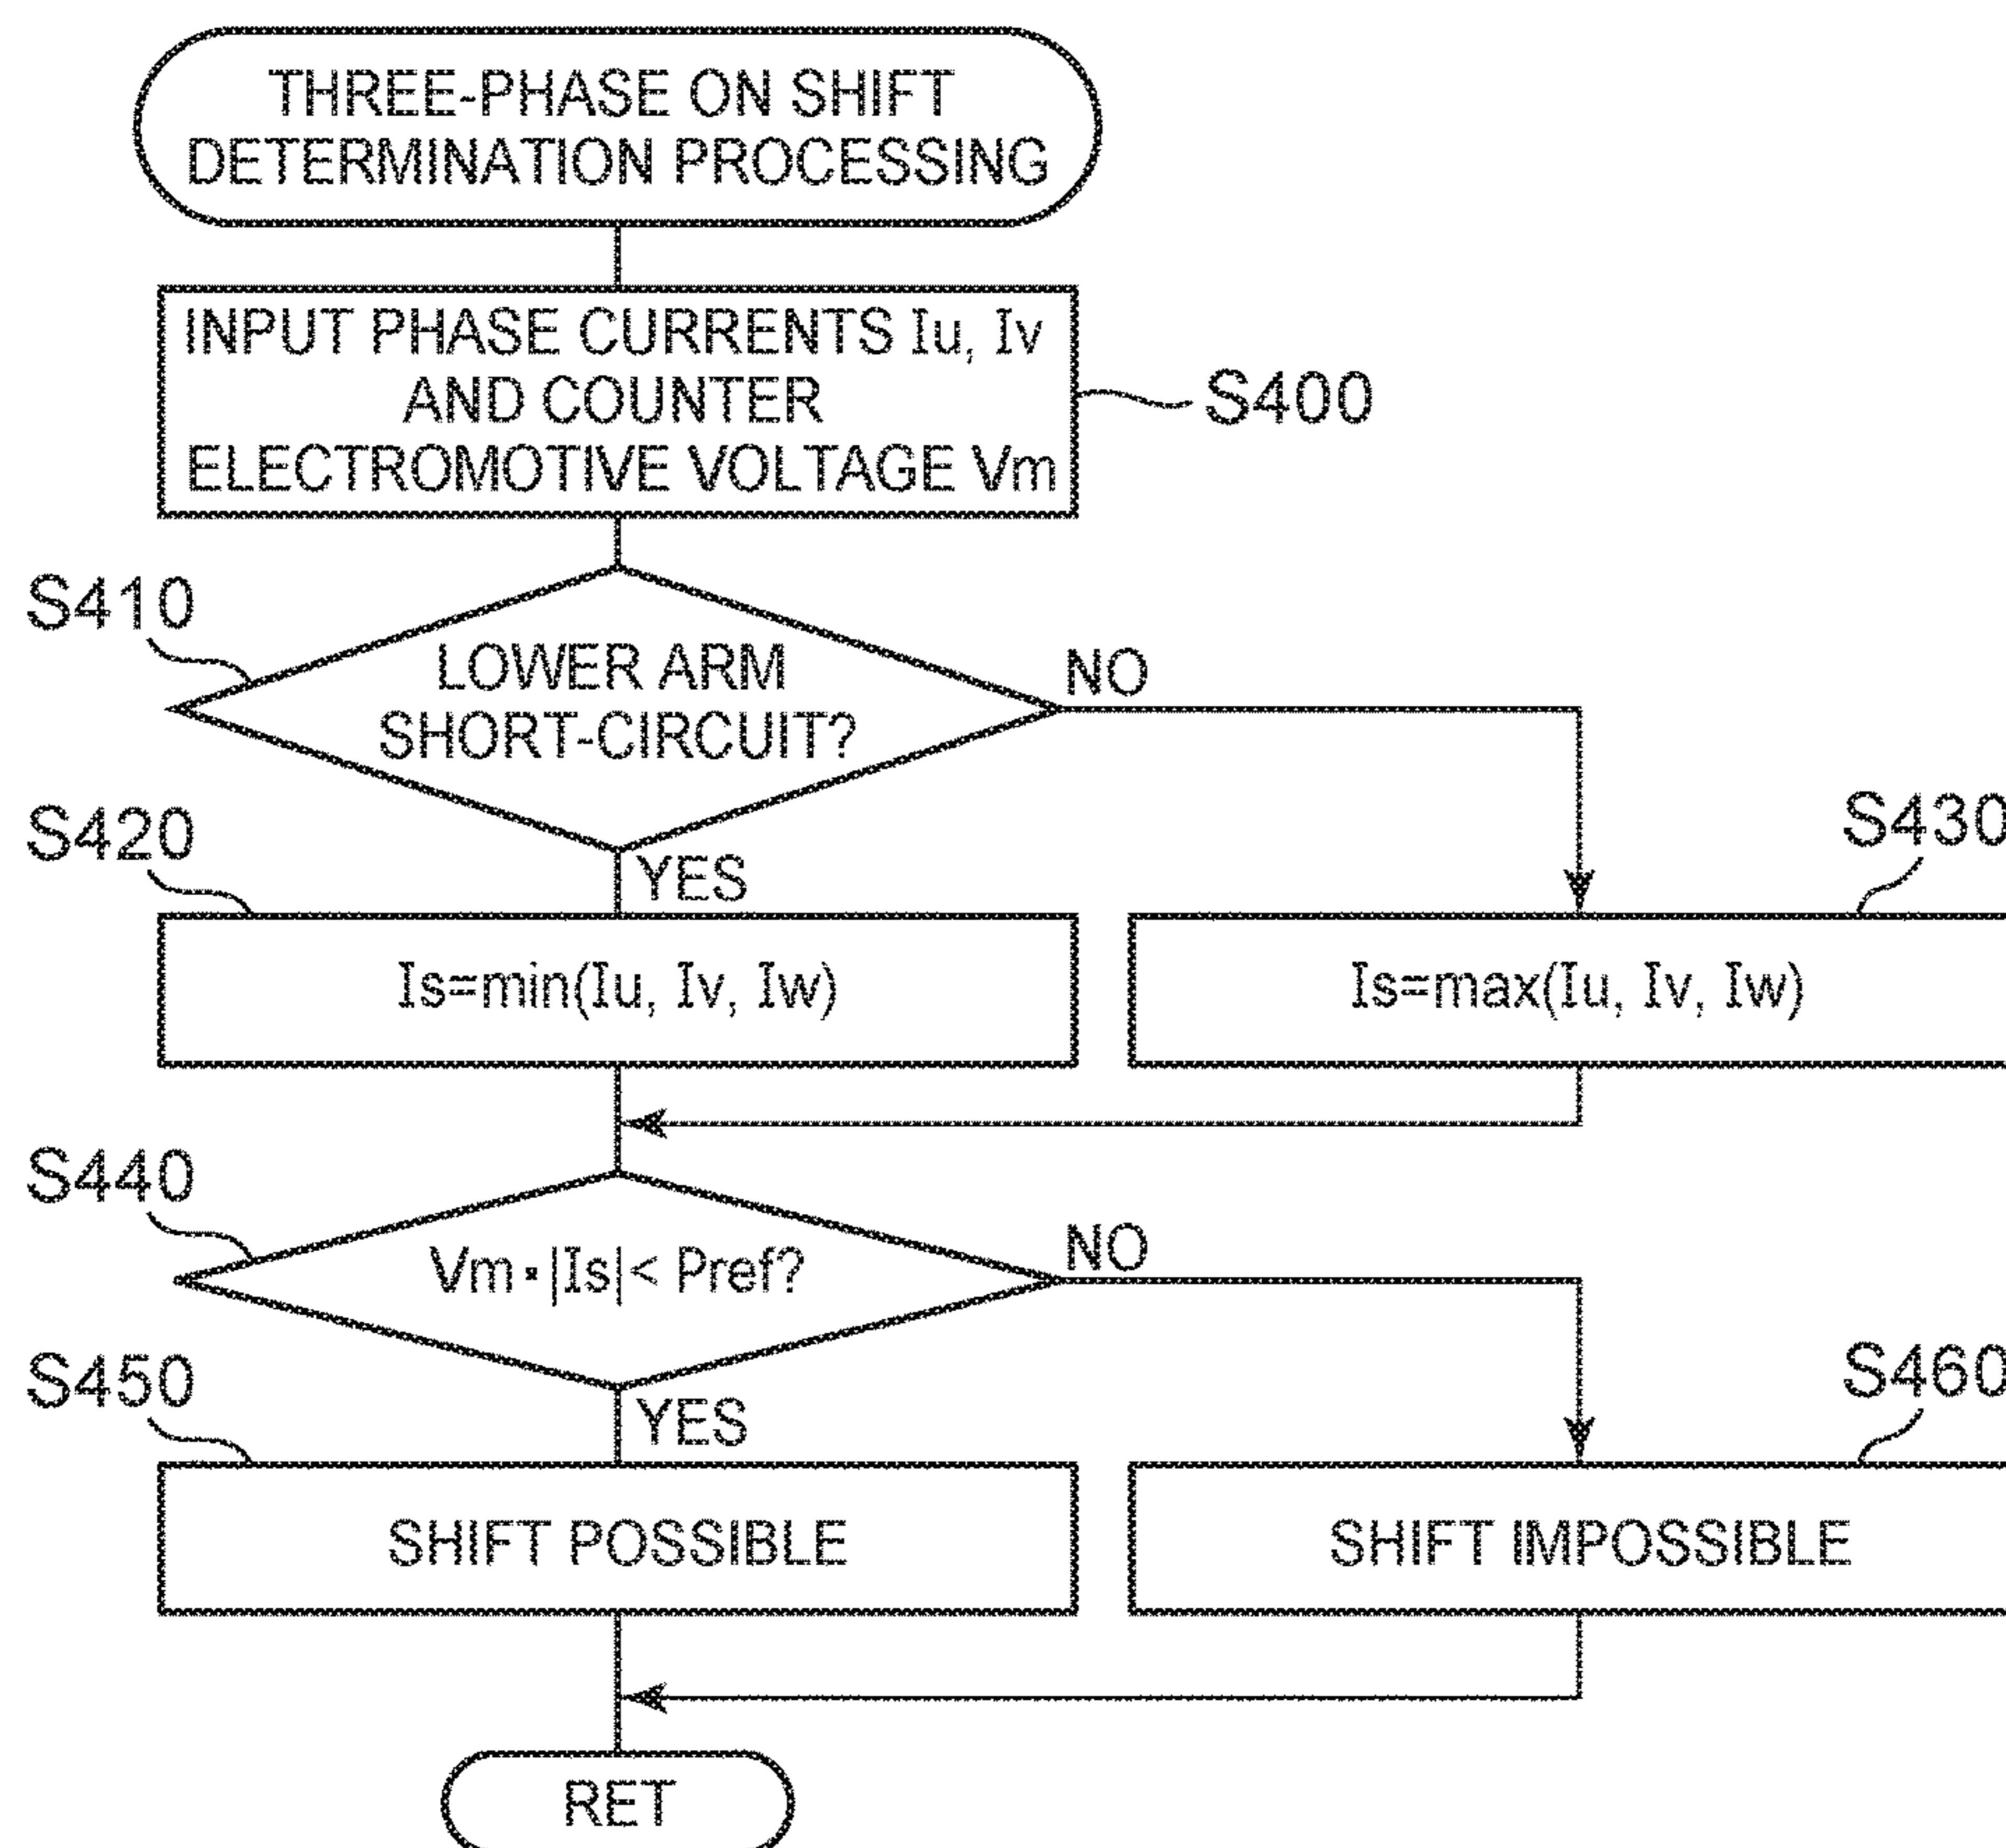 THREE-PHASE ON SHIFT
DETERMINATION PROCESSING
INPUT PHASE CURRENTS Iu, Iv
AND COUNTER
ELECTROMOTIVE VOLTAGE Vm
S400
S410
LOWER ARM
SHORT-CIRCUIT?
NO
YES
S420
Is=min(Iu, Iv, Iw)
S430
Is=max(Iu, Iv, Iw)
S440
Vm·|Is|< Pref?
NO
YES
S450
SHIFT POSSIBLE
S460
SHIFT IMPOSSIBLE
RET